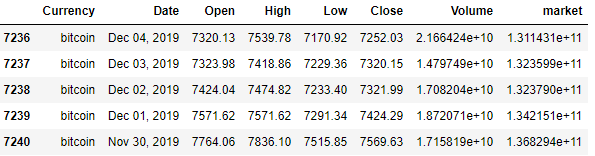 Currency Date Open High Low Close Volume market
7236 bitcoin Dec 04, 2019 7320.13 7539.78 7170.92 7252.03 2.166424e+10 1.311431e+11
7237 bitcoin Dec 03, 2019 7323.98 7418.86 7229.36 7320.15 1.479749e+10 1.323599e+11
7238 bitcoin Dec 02, 2019 7424.04 7474.82 7233.40 7321.99 1.708204e+10 1.323790e+11
7239 bitcoin Dec 01, 2019 7571.62 7571.62 7291.34 7424.29 1.872071e+10 1.342151e+11
7240 bitcoin Nov 30, 2019 7764.06 7836.10 7515.85 7569.63 1.715819e+10 1.368294e+11